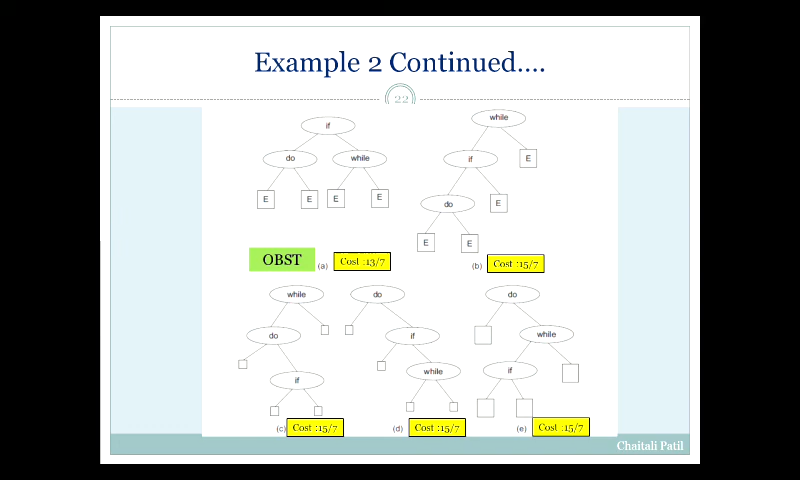 Example 2 Continued....
22
if
do
while
E
E
E
E
while
if
E
do
E
E
E
OBST
(a)
Cost :13/7
(b)
Cost :15/7
while
do
if
(c)
Cost :15/7
do
if
while
(d)
Cost :15/7
do
while
if
(e)
Cost :15/7
Chaitali Patil